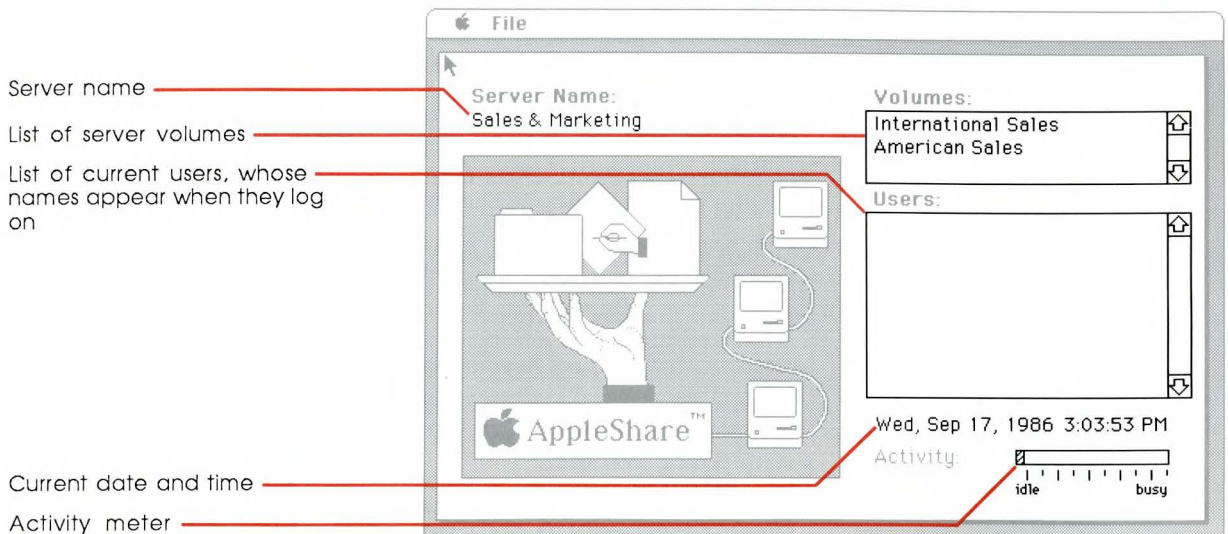 File
Server name
List of server volumes
List of current users, whose
names appear when they log
on
Current date and time
Activity meter
Server Name:
Sales & Marketing
AppleShare™
Volumes:
International Sales
American Sales
Users:
Wed, Sep 17, 1986 3:03:53 PM
Activity:
idle busy